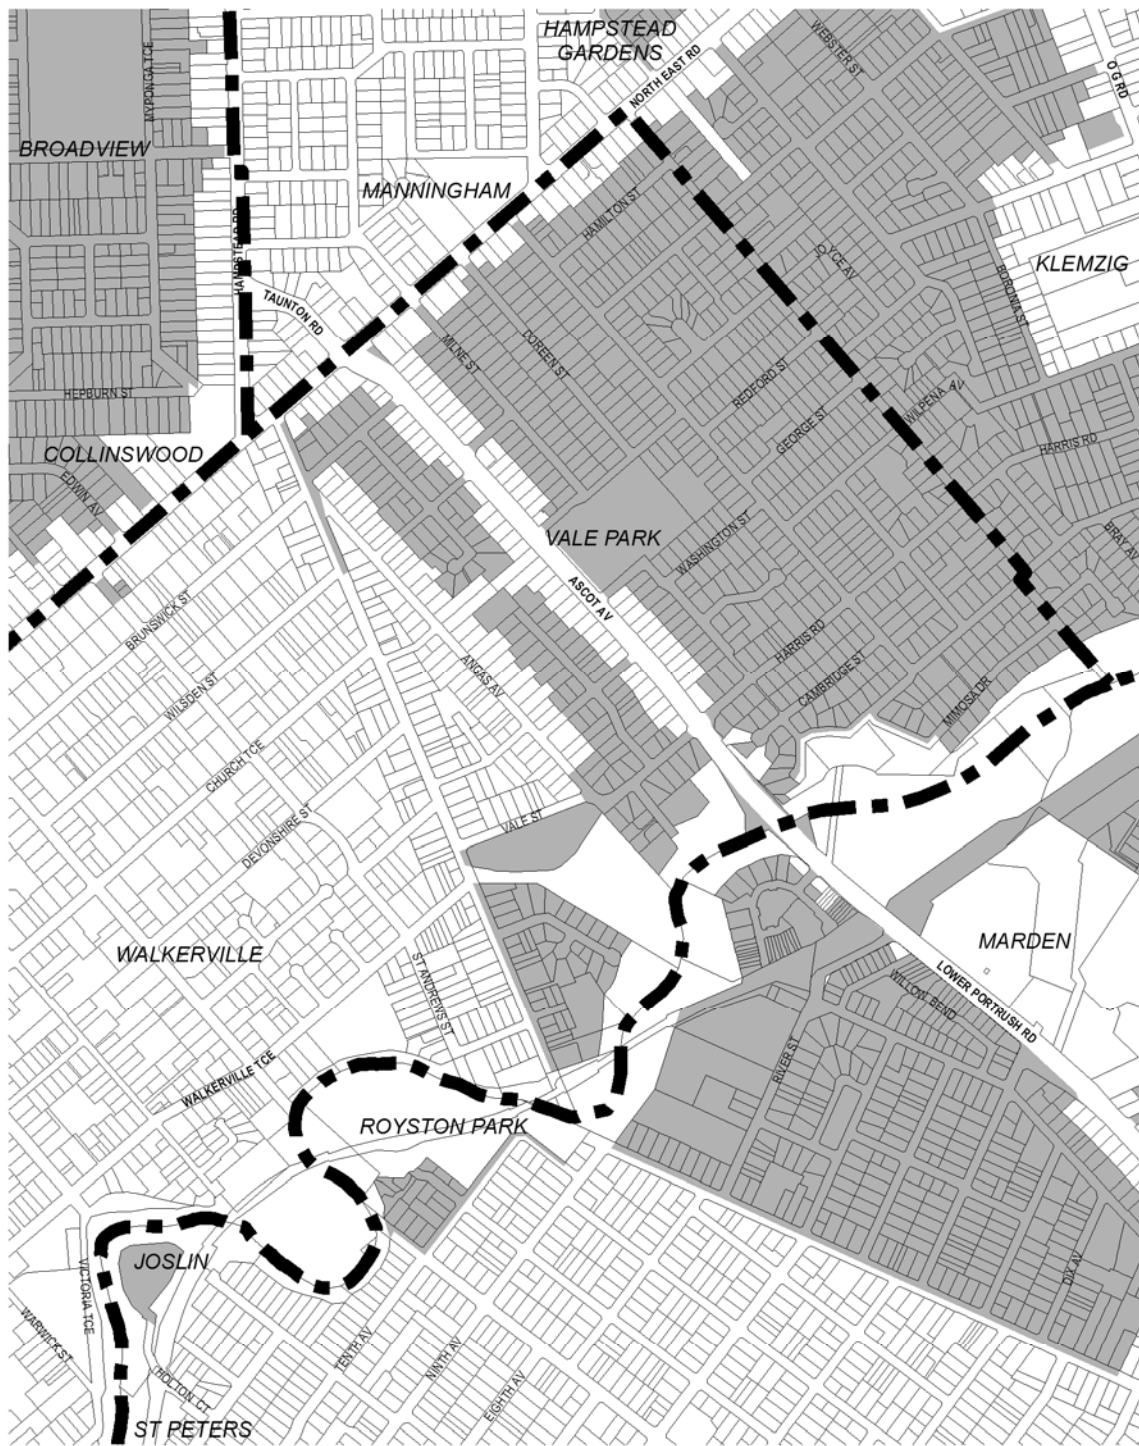 HAMPSTEAD
GARDENS
WEBSTER ST
MYPONGA TCE
NORTH EAST RD
O G RD
BROADVIEW
MANNINGHAM
HAMILTON ST
HAMPSTEAD RD
YCE AV
KLEMZIG
BORONIA ST
TAUNTON RD
MILNE ST
DOREEN ST
REDFORD ST
HEPBURN ST
WILPENA AV
GEORGE ST
HARRIS RD
COLLINSWOOD
EDWIN AV
VALE PARK
WASHINGTON ST
BRAY AV
ASCOT AV
BRUNSWICK ST
HARRIS RD
ANGAS AV
CAMBRIDGE ST
WILSDEN ST
MIMOSA DR
CHURCH TCE
VALE ST
DEVONSHIRE ST
WALKERVILLE
MARDEN
ST ANDREWS ST
WILLOW BEND
LOWER PORTRUSH RD
RIVER ST
WALKERVILLE TCE
ROYSTON PARK
JOSLIN
VICTORIA TCE
DIX AV
WARWICK ST
TENTH AV
NINTH AV
HOLTON CT
EIGHTH AV
ST PETERS